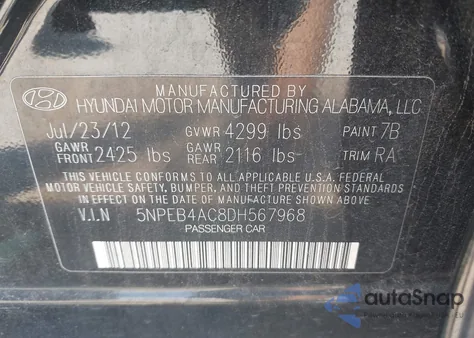 MANUFACTURED BY
HYUNDAI MOTOR MANUFACTURING ALABAMA, LLC
Jul/23/12 GVWR 4299 lbs PAINT 7B
GAWR FRONT 2425 lbs GAWR REAR 2116 lbs TRIM RA
THIS VEHICLE CONFORMS TO ALL APPLICABLE U.S.A. FEDERAL
MOTOR VEHICLE SAFETY, BUMPER, AND THEFT PREVENTION STANDARDS
IN EFFECT ON THE DATE OF MANUFACTURE SHOWN ABOVE.
V.I.N 5NPEB4AC8DH567968
PASSENGER CAR
autaSnap